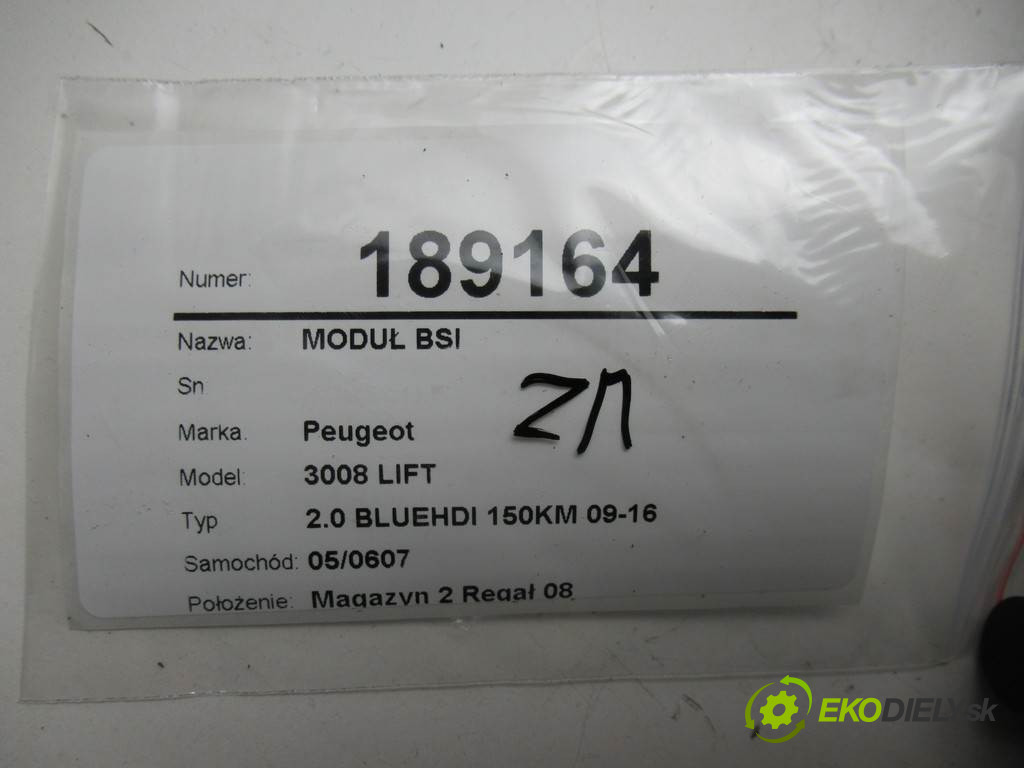 Numer: 189164
Nazwa: MODUŁ BSI
Sn
Marka. Peugeot
Model: 3008 LIFT
Typ 2.0 BLUEHDI 150KM 09-16
Samochód: 05/0607
Położenie: Magazyn 2 Regał 08
EKODIELY.sk